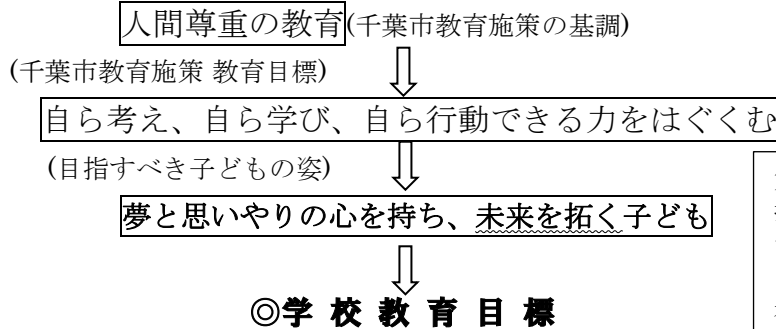 人間尊重の教育(千葉市教育施策の基調)
(千葉市教育施策 教育目標)
自ら考え、自ら学び、自ら行動できる力をはぐくむ
(目指すべき子どもの姿)
夢と思いやりの心を持ち、未来を拓く子ども
◎学 校 教 育 目 標